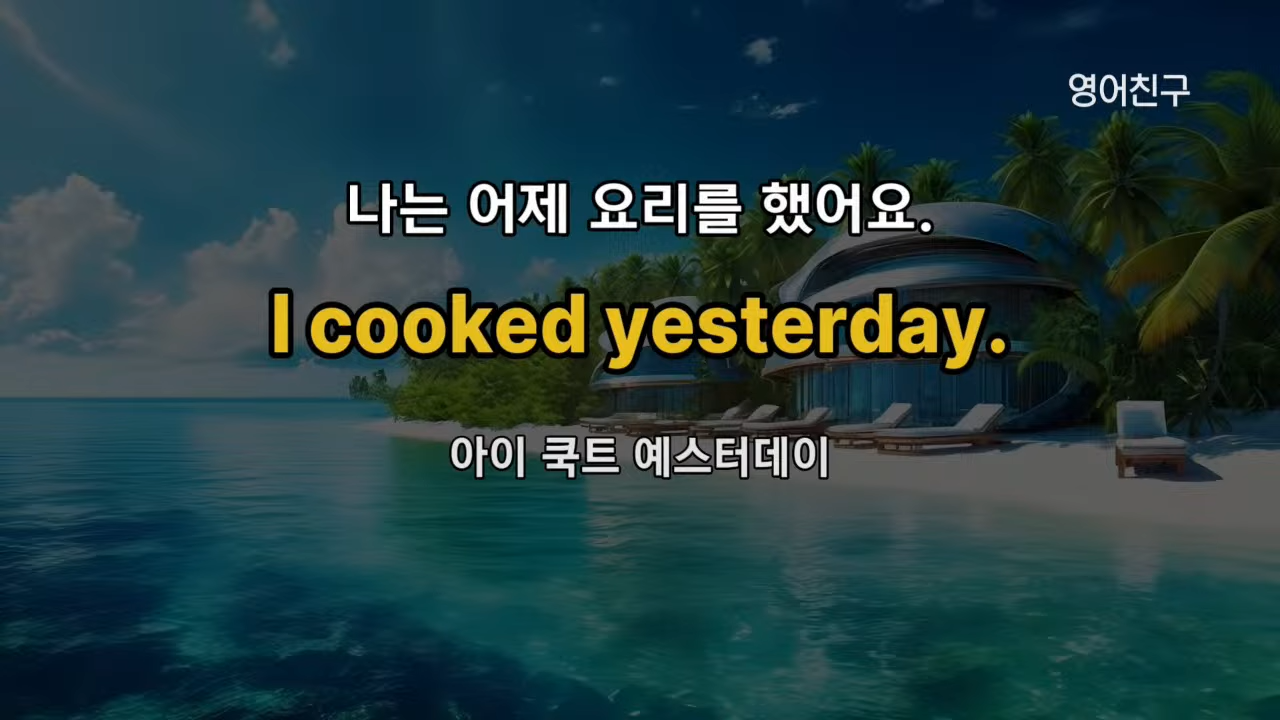 영어친구
나는 어제 요리를 했어요.
I cooked yesterday.
아이 쿡트 예스터데이